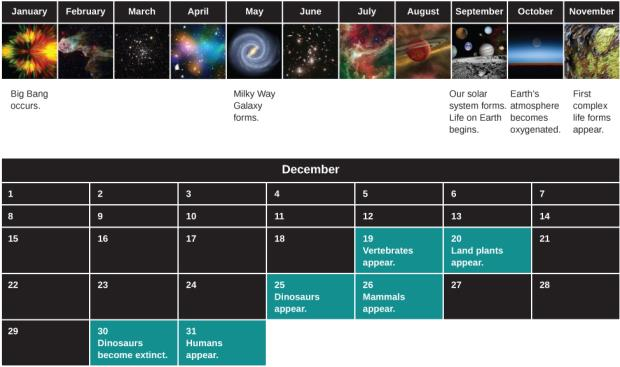 January February March April May June July August September October November
Big Bang
occurs.
Milky Way
Galaxy
forms.
Our solar
system forms.
Life on Earth
begins.
Earth's
atmosphere
becomes
oxygenated.
First
complex
life forms
appear.
December
1 2 3 4 5 6 7
8 9 10 11 12 13 14
15 16 17 18 19 20 21
Vertebrates
appear.
Land plants
appear.
22 23 24 25 26 27 28
Dinosaurs
appear.
Mammals
appear.
29 30 31
Dinosaurs
become extinct.
Humans
appear.